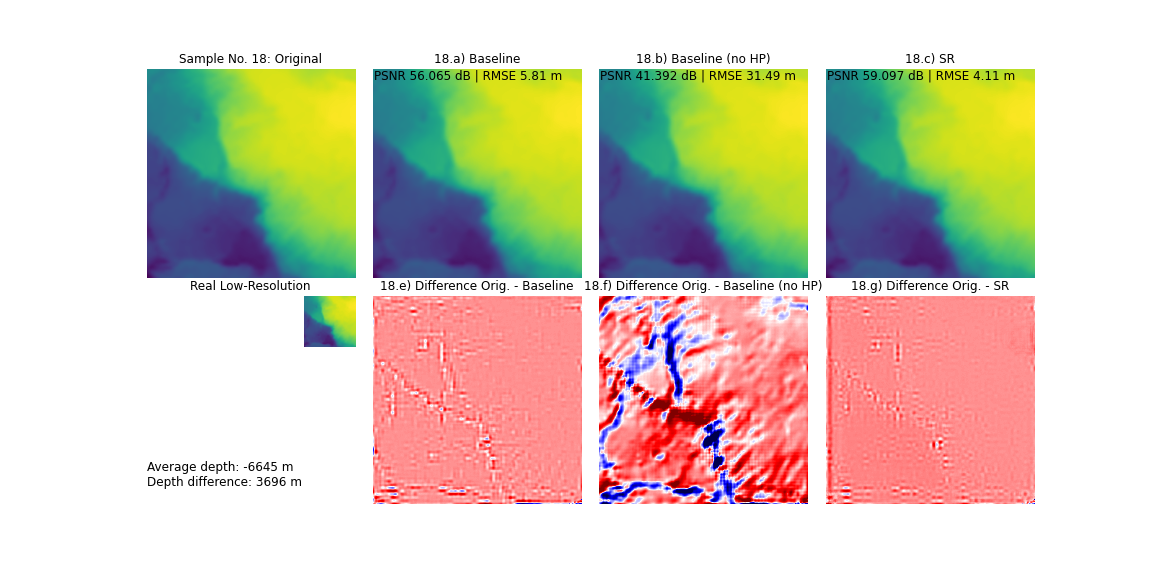 Sample No. 18: Original
18.a) Baseline
18.b) Baseline (no HP)
18.c) SR
PSNR 56.065 dB | RMSE 5.81 m
PSNR 41.392 dB | RMSE 31.49 m
PSNR 59.097 dB | RMSE 4.11 m
Real Low-Resolution
18.e) Difference Orig. - Baseline
18.f) Difference Orig. - Baseline (no HP)
18.g) Difference Orig. - SR
Average depth: -6645 m
Depth difference: 3696 m